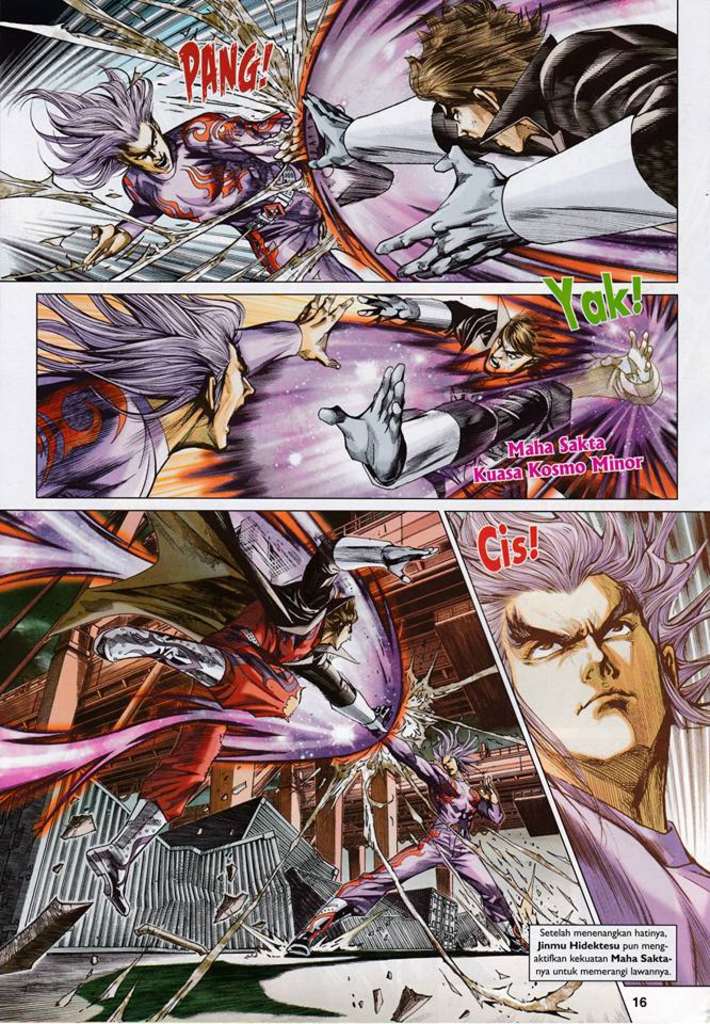 PANG!
Yak!
Maha Sakta
Kuasa Kosmo Minor
Cis!
Setelah menenangkan hatinya,
Jinmu Hidektesu pun meng-
aktifkan kekuatan Maha Sakta-
nya untuk memerangi lawannya.
16